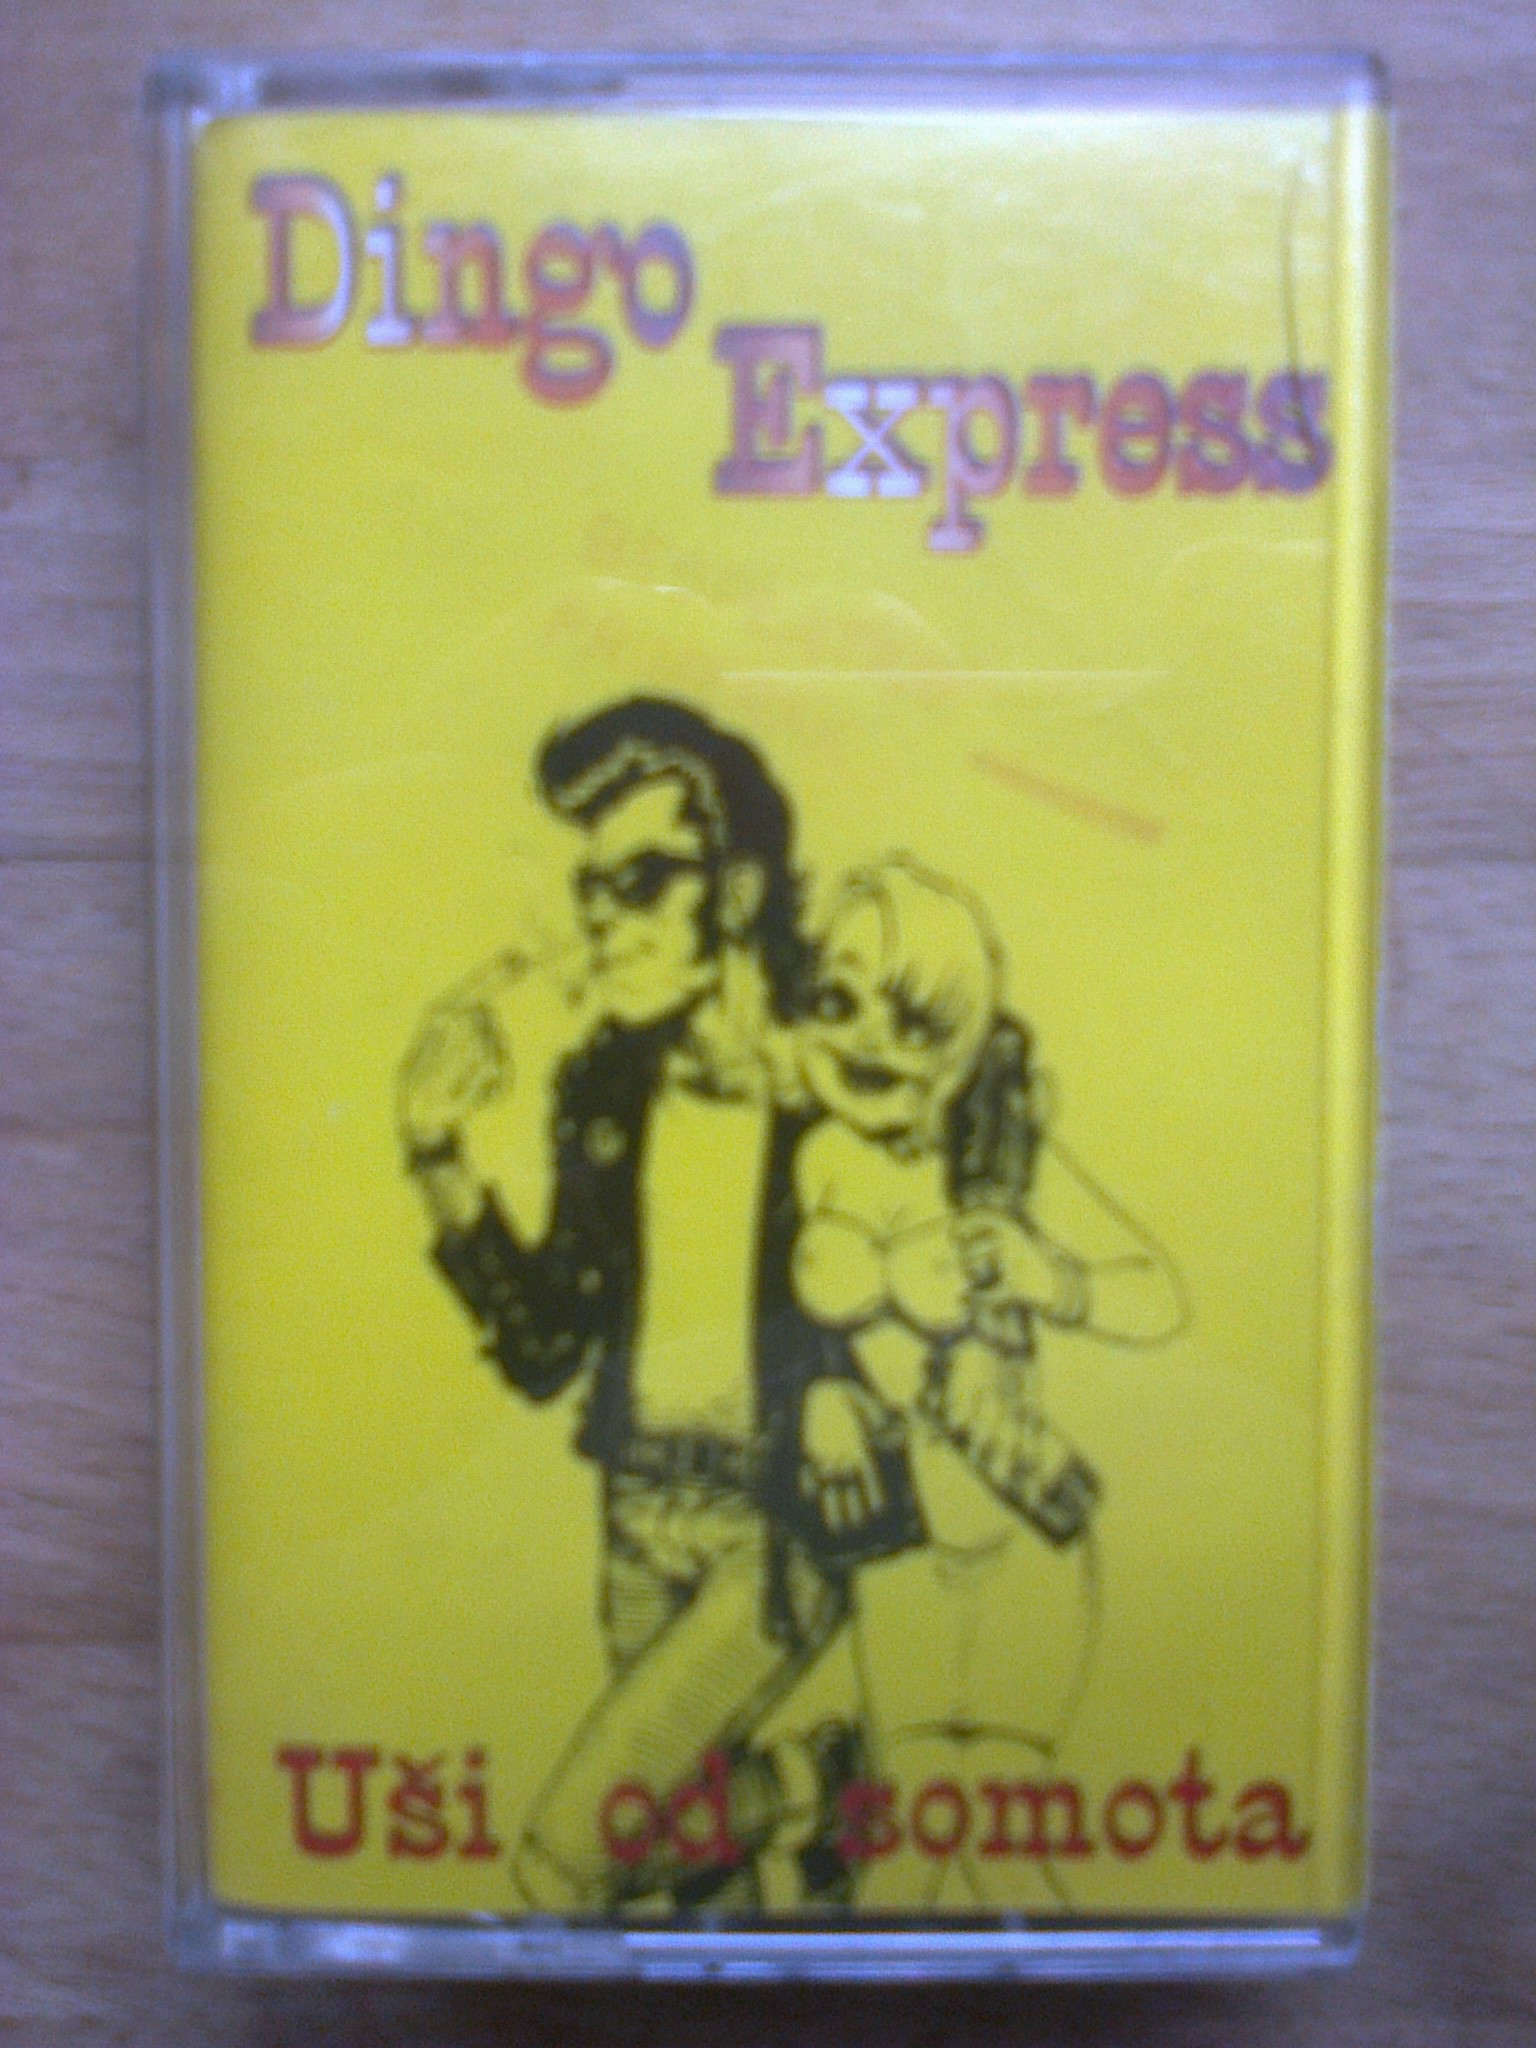 Dingo
Express
Uši od somota